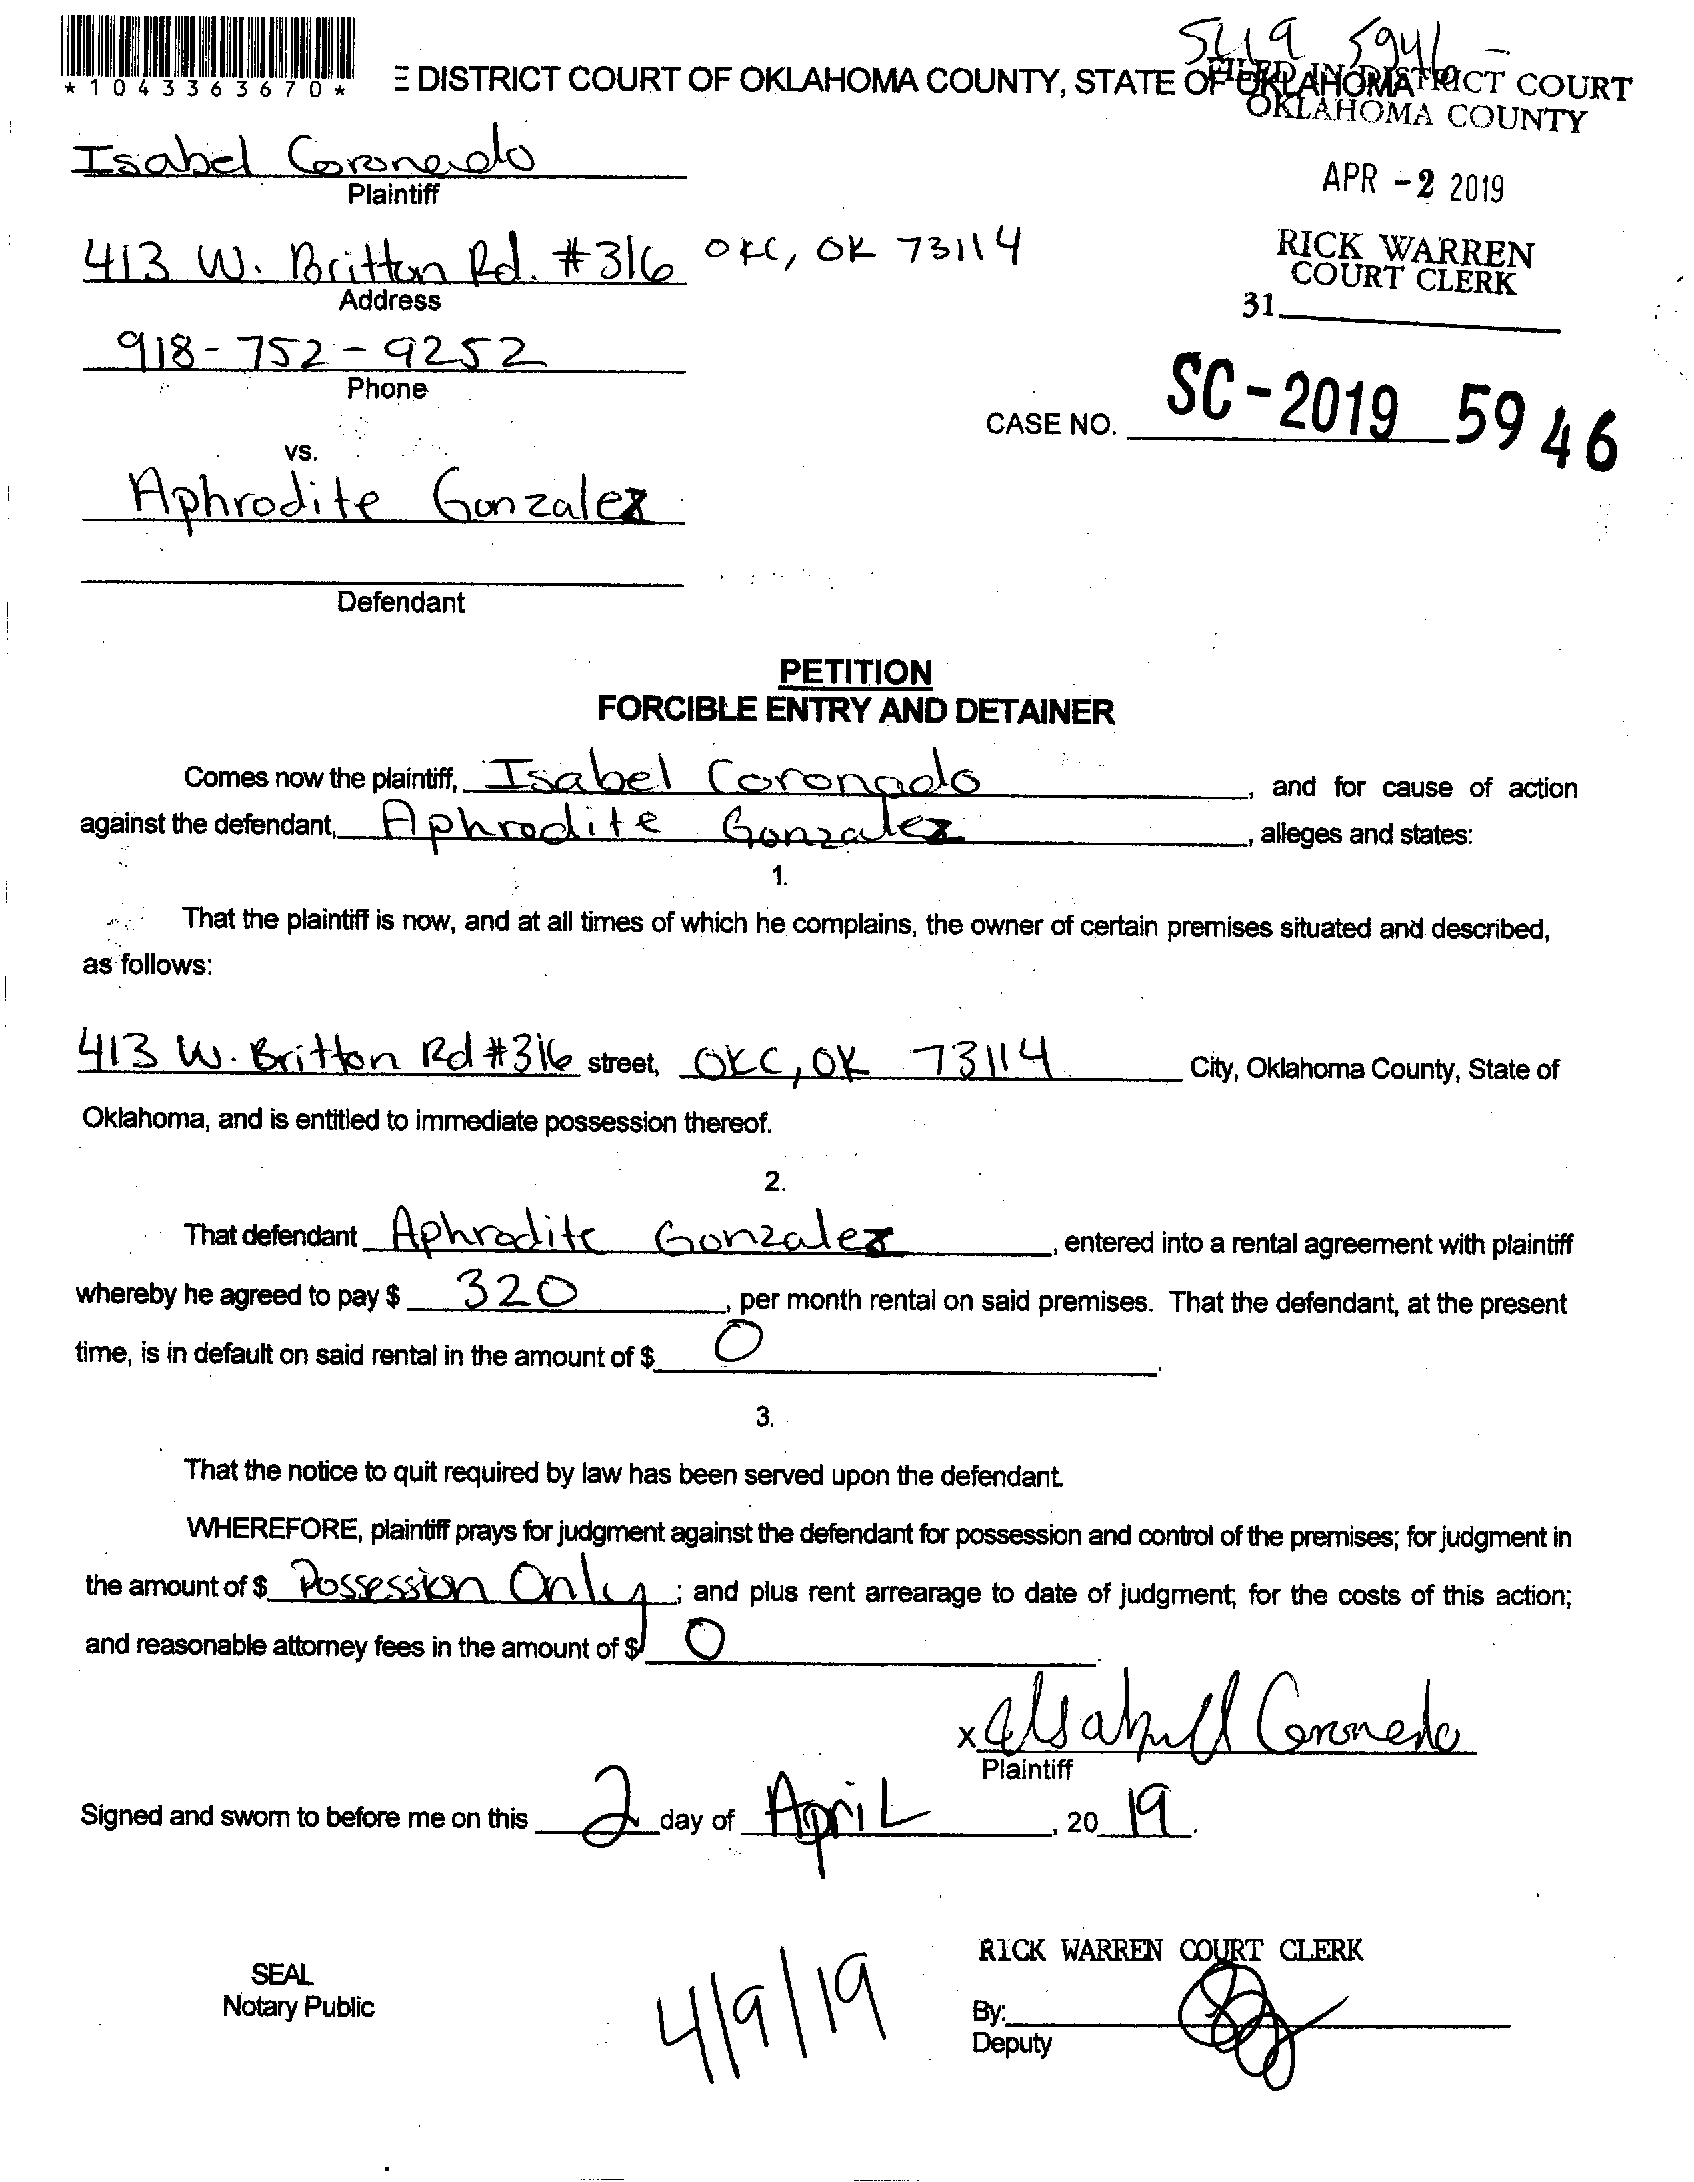 *1043363670*
E DISTRICT COURT OF OKLAHOMA COUNTY, STATE OF OKLAHOMA
FILED IN DISTRICT COURT
OKLAHOMA COUNTY
Isabel Coronado
Plaintiff
APR -2 2019
413 W. Britton Rd. #316 OKC, OK 73114
Address
RICK WARREN
COURT CLERK
31
918-752-9252
Phone
CASE NO. SC-2019 5946
vs.
Aphrodite Gonzalez
Defendant
PETITION
FORCIBLE ENTRY AND DETAINER
Comes now the plaintiff, Isabel Coronado, and for cause of action
against the defendant, Aphrodite Gonzalez, alleges and states:
1.
That the plaintiff is now, and at all times of which he complains, the owner of certain premises situated and described,
as follows:
413 W. Britton Rd #316 street, OKC, OK 73114 City, Oklahoma County, State of
Oklahoma, and is entitled to immediate possession thereof.
2.
That defendant Aphrodite Gonzalez, entered into a rental agreement with plaintiff
whereby he agreed to pay $ 320, per month rental on said premises. That the defendant, at the present
time, is in default on said rental in the amount of $ 0.
3.
That the notice to quit required by law has been served upon the defendant.
WHEREFORE, plaintiff prays for judgment against the defendant for possession and control of the premises; for judgment in
the amount of $ Possession Only; and plus rent arrearage to date of judgment; for the costs of this action;
and reasonable attorney fees in the amount of $ 0.
x Isabel Coronado
Plaintiff
Signed and sworn to before me on this 2 day of April, 2019.
RICK WARREN COURT CLERK
SEAL
Notary Public
4/9/19
By:
Deputy